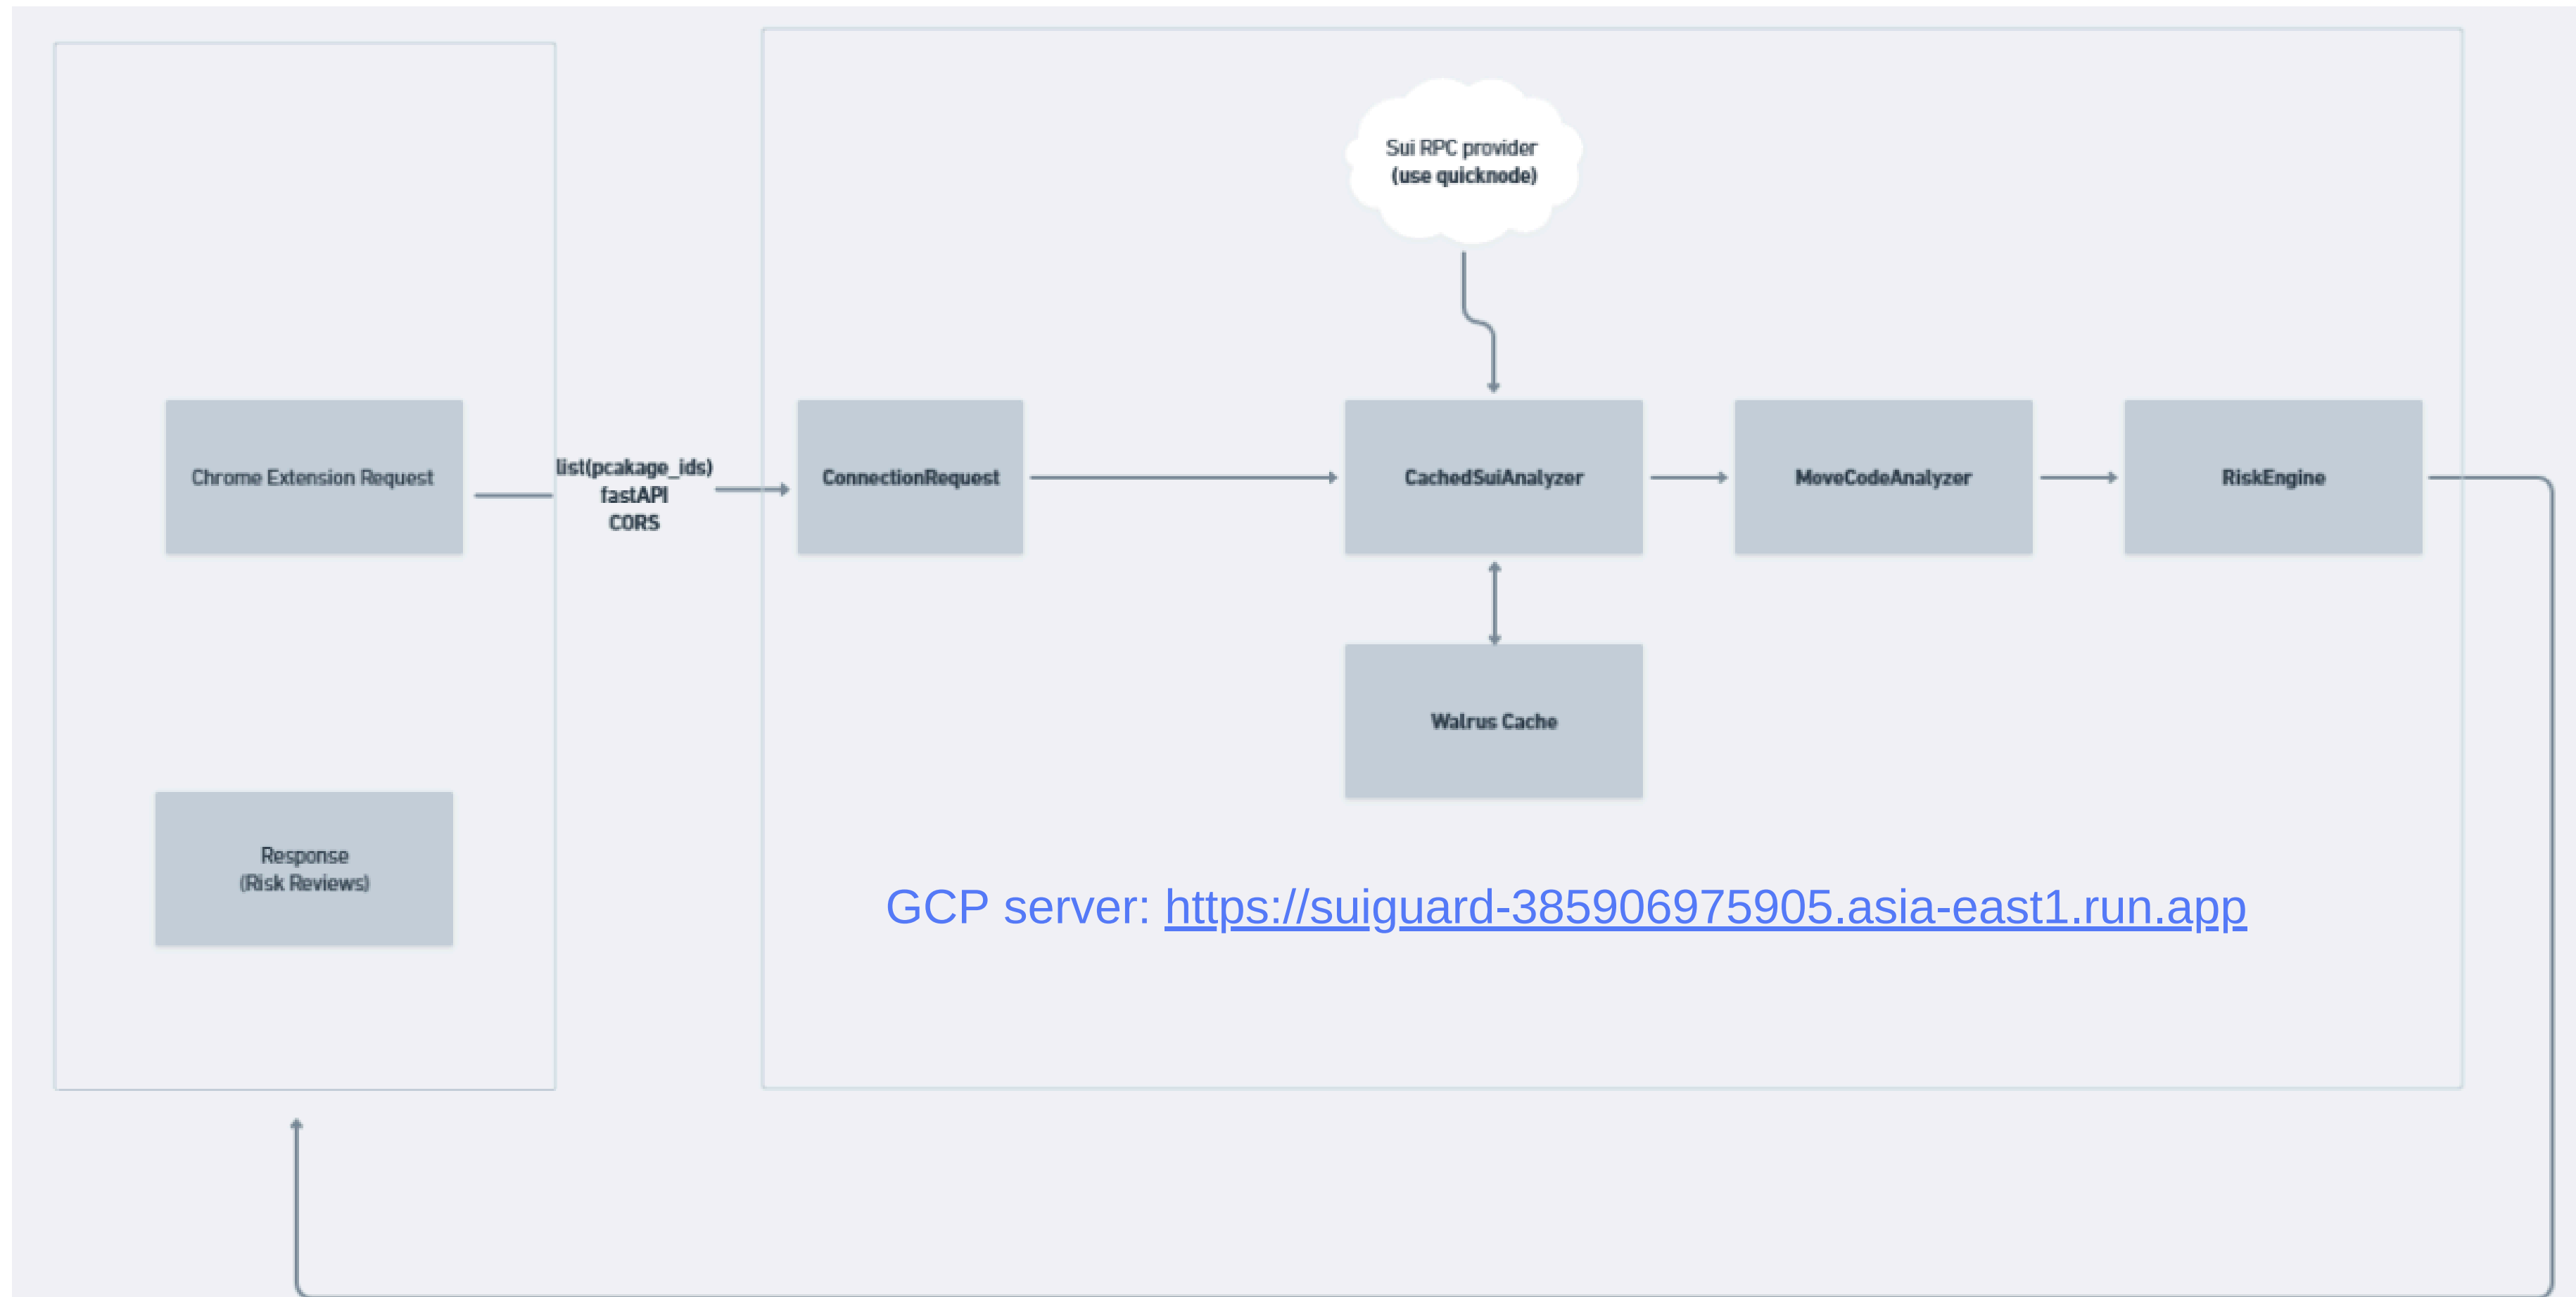 Sui RPC provider
(use quicknode)
Chrome Extension Request
list(pcakage_ids)
fastAPI
CORS
ConnectionRequest
CachedSuiAnalyzer
MoveCodeAnalyzer
RiskEngine
Walrus Cache
Response
(Risk Reviews)
GCP server: https://suiguard-385906975905.asia-east1.run.app